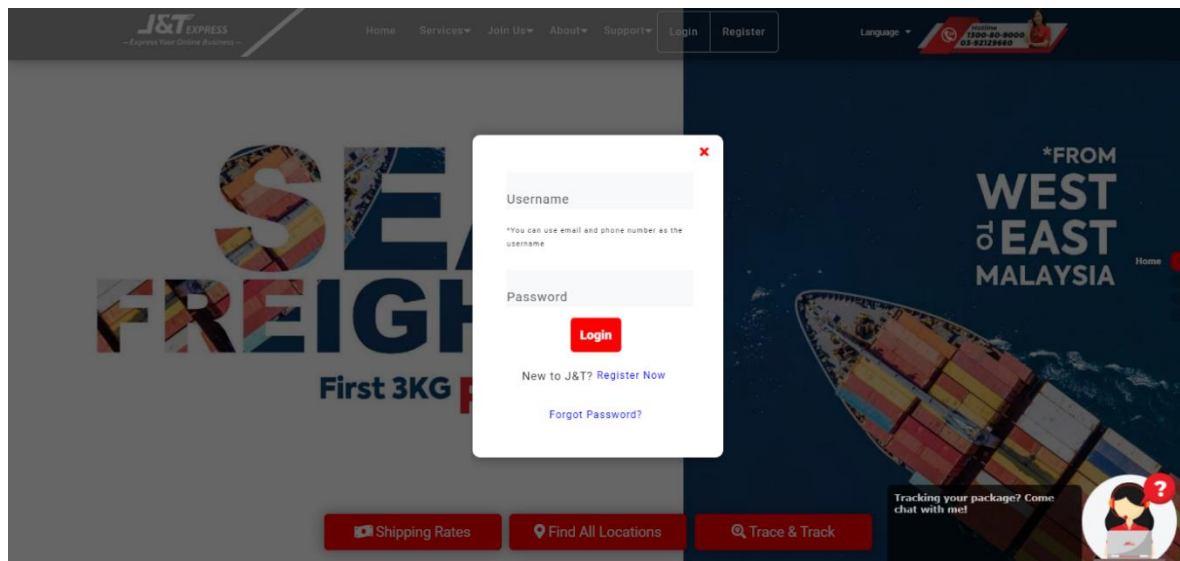 J&T EXPRESS
– Express Your Online Business –
Home Services Join Us About Support Login Register
Language
Hotline
1300-80-9000
03-92129660
*FROM
WEST
TO EAST
MALAYSIA
Home
SEA
FREIGH
First 3KG
Username
*You can use email and phone number as the
username
Password
Login
New to J&T? Register Now
Forgot Password?
Tracking your package? Come
chat with me!
?
Shipping Rates
Find All Locations
Trace & Track